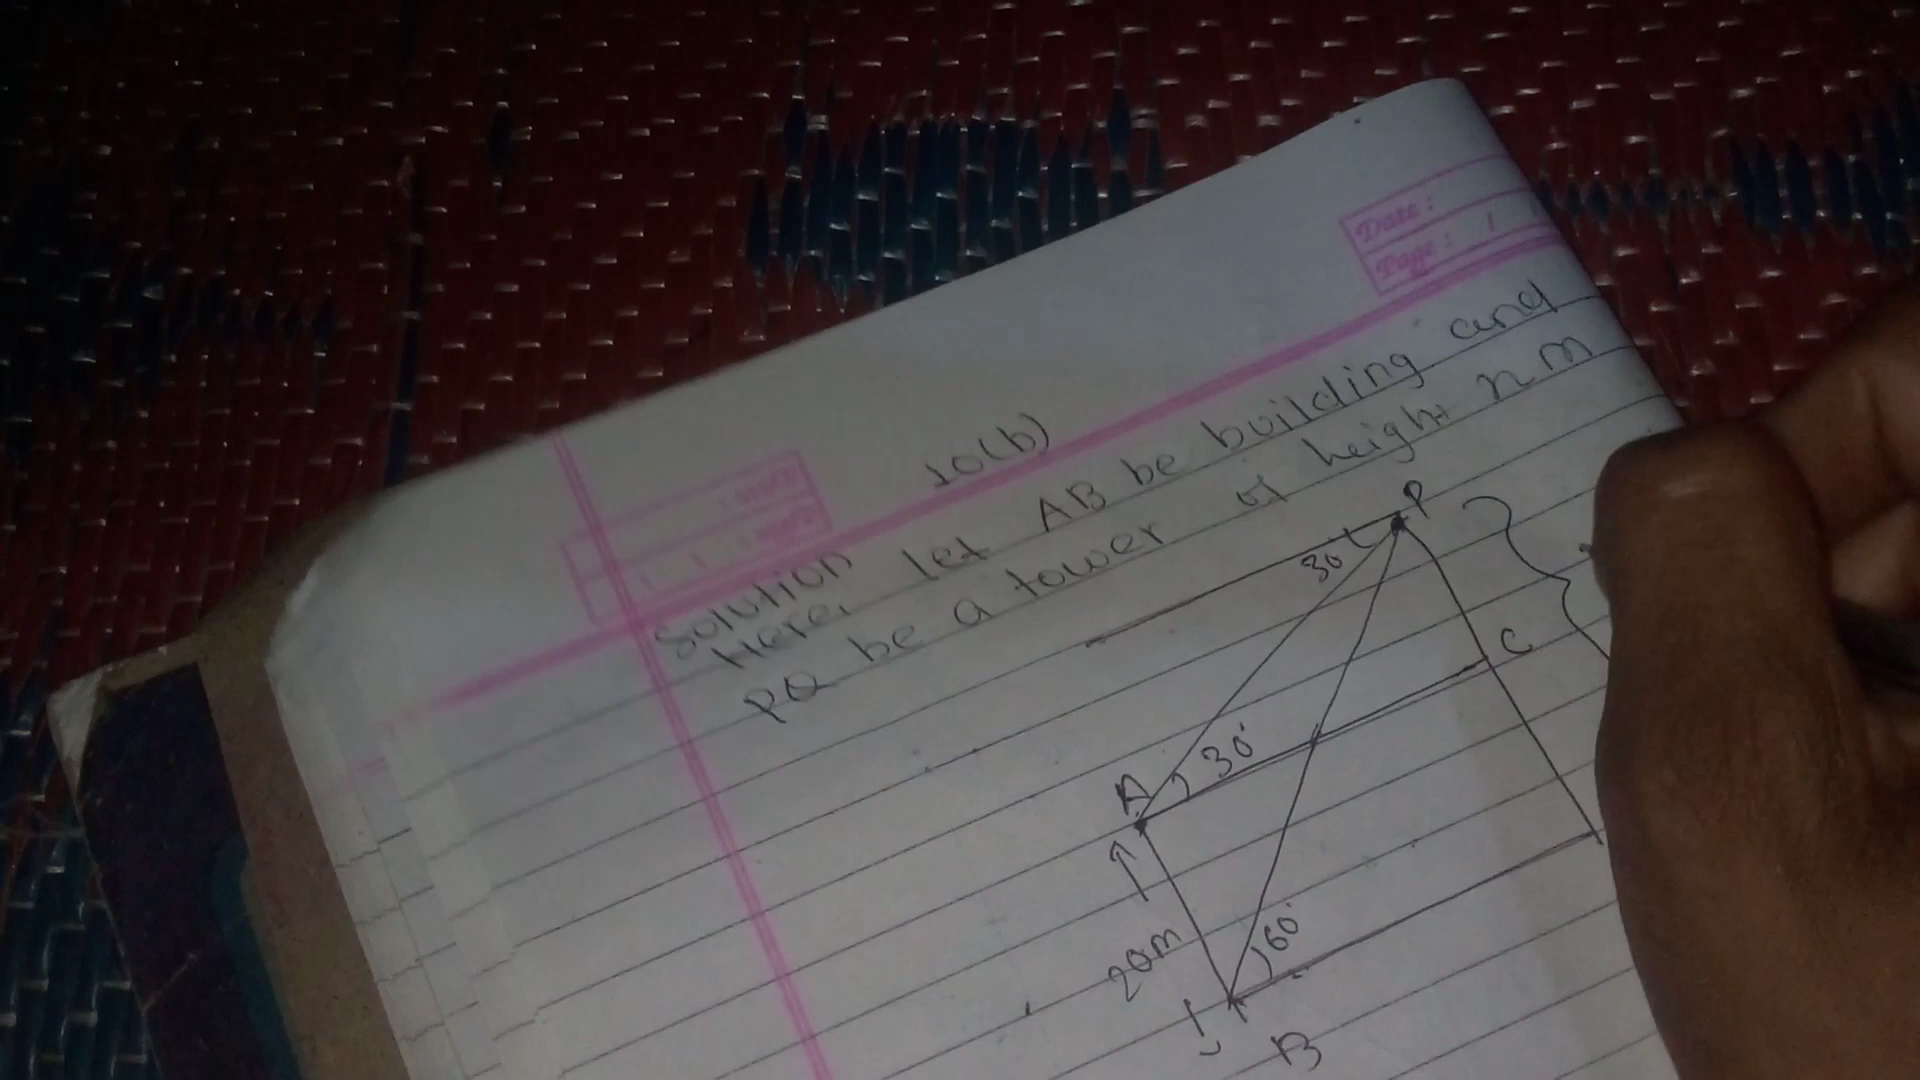 Date:
Page:
10(b)
Solution
Here, let AB be building and
PQ be a tower of height x m
P
30°
C
A
30°
20m
60°
B